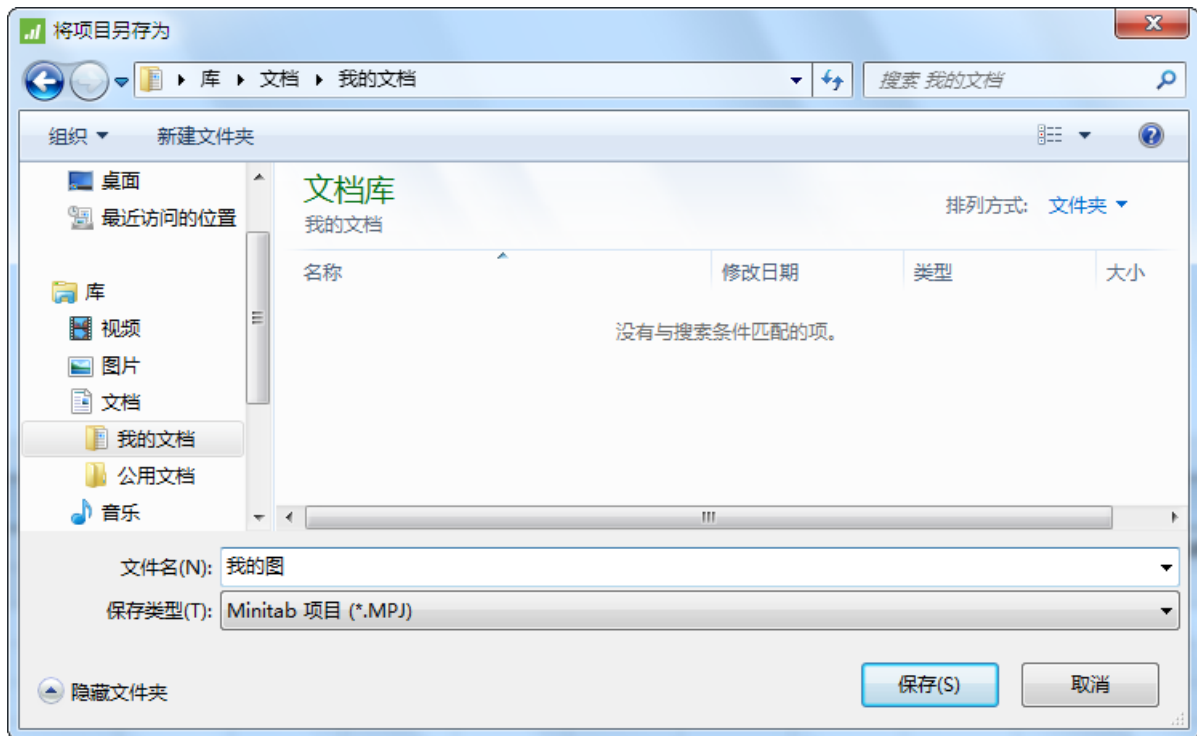 将项目另存为
库 文档 我的文档
搜索 我的文档
组织 新建文件夹
桌面
最近访问的位置
库
视频
图片
文档
我的文档
公用文档
音乐
文档库
我的文档
排列方式: 文件夹
名称 修改日期 类型 大小
没有与搜索条件匹配的项。
文件名(N): 我的图
保存类型(T): Minitab 项目 (*.MPJ)
隐藏文件夹
保存(S) 取消